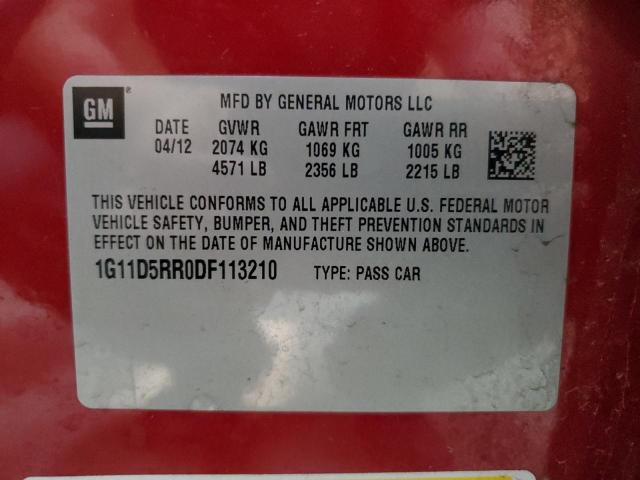 GM
MFD BY GENERAL MOTORS LLC
DATE GVWR GAWR FRT GAWR RR
04/12 2074 KG 1069 KG 1005 KG
4571 LB 2356 LB 2215 LB
THIS VEHICLE CONFORMS TO ALL APPLICABLE U.S. FEDERAL MOTOR
VEHICLE SAFETY, BUMPER, AND THEFT PREVENTION STANDARDS IN
EFFECT ON THE DATE OF MANUFACTURE SHOWN ABOVE.
1G11D5RR0DF113210 TYPE: PASS CAR